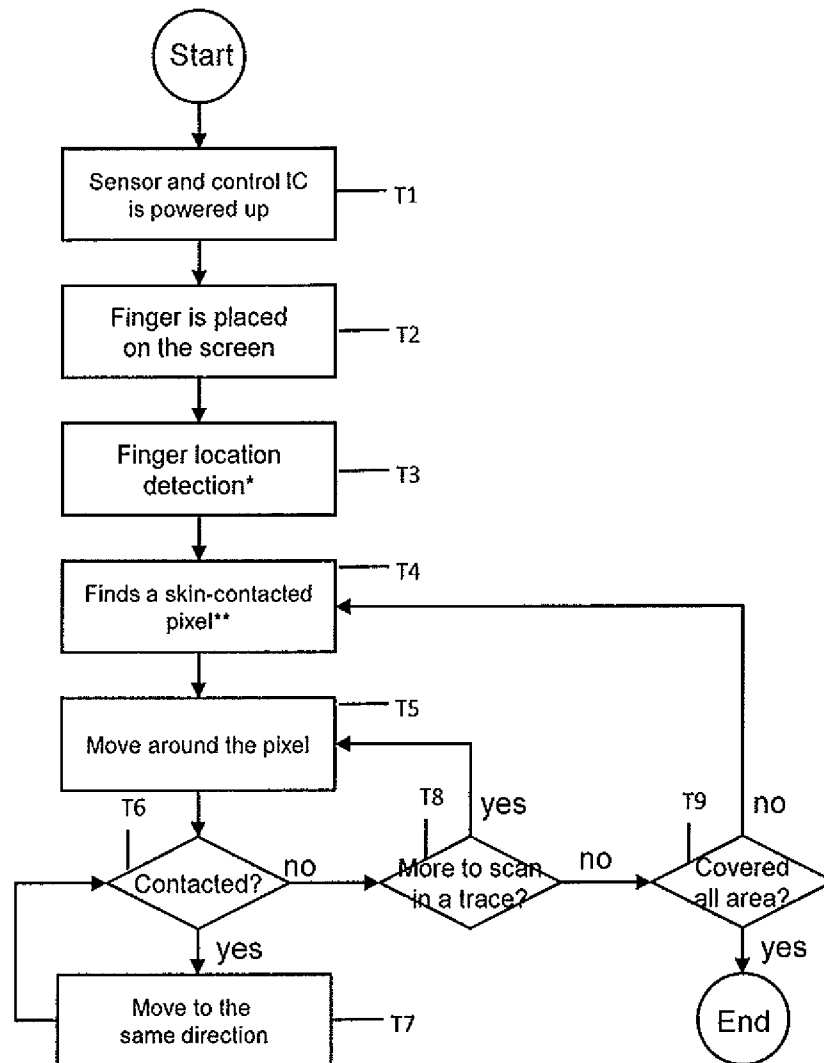 Start
Sensor and control IC
is powered up
T1
Finger is placed
on the screen
T2
Finger location
detection*
T3
T4
Finds a skin-contacted
pixel**
T5
Move around the pixel
T6
Contacted?
no
yes
T8
yes
More to scan
in a trace?
no
T9
no
Covered
all area?
yes
Move to the
same direction
T7
End